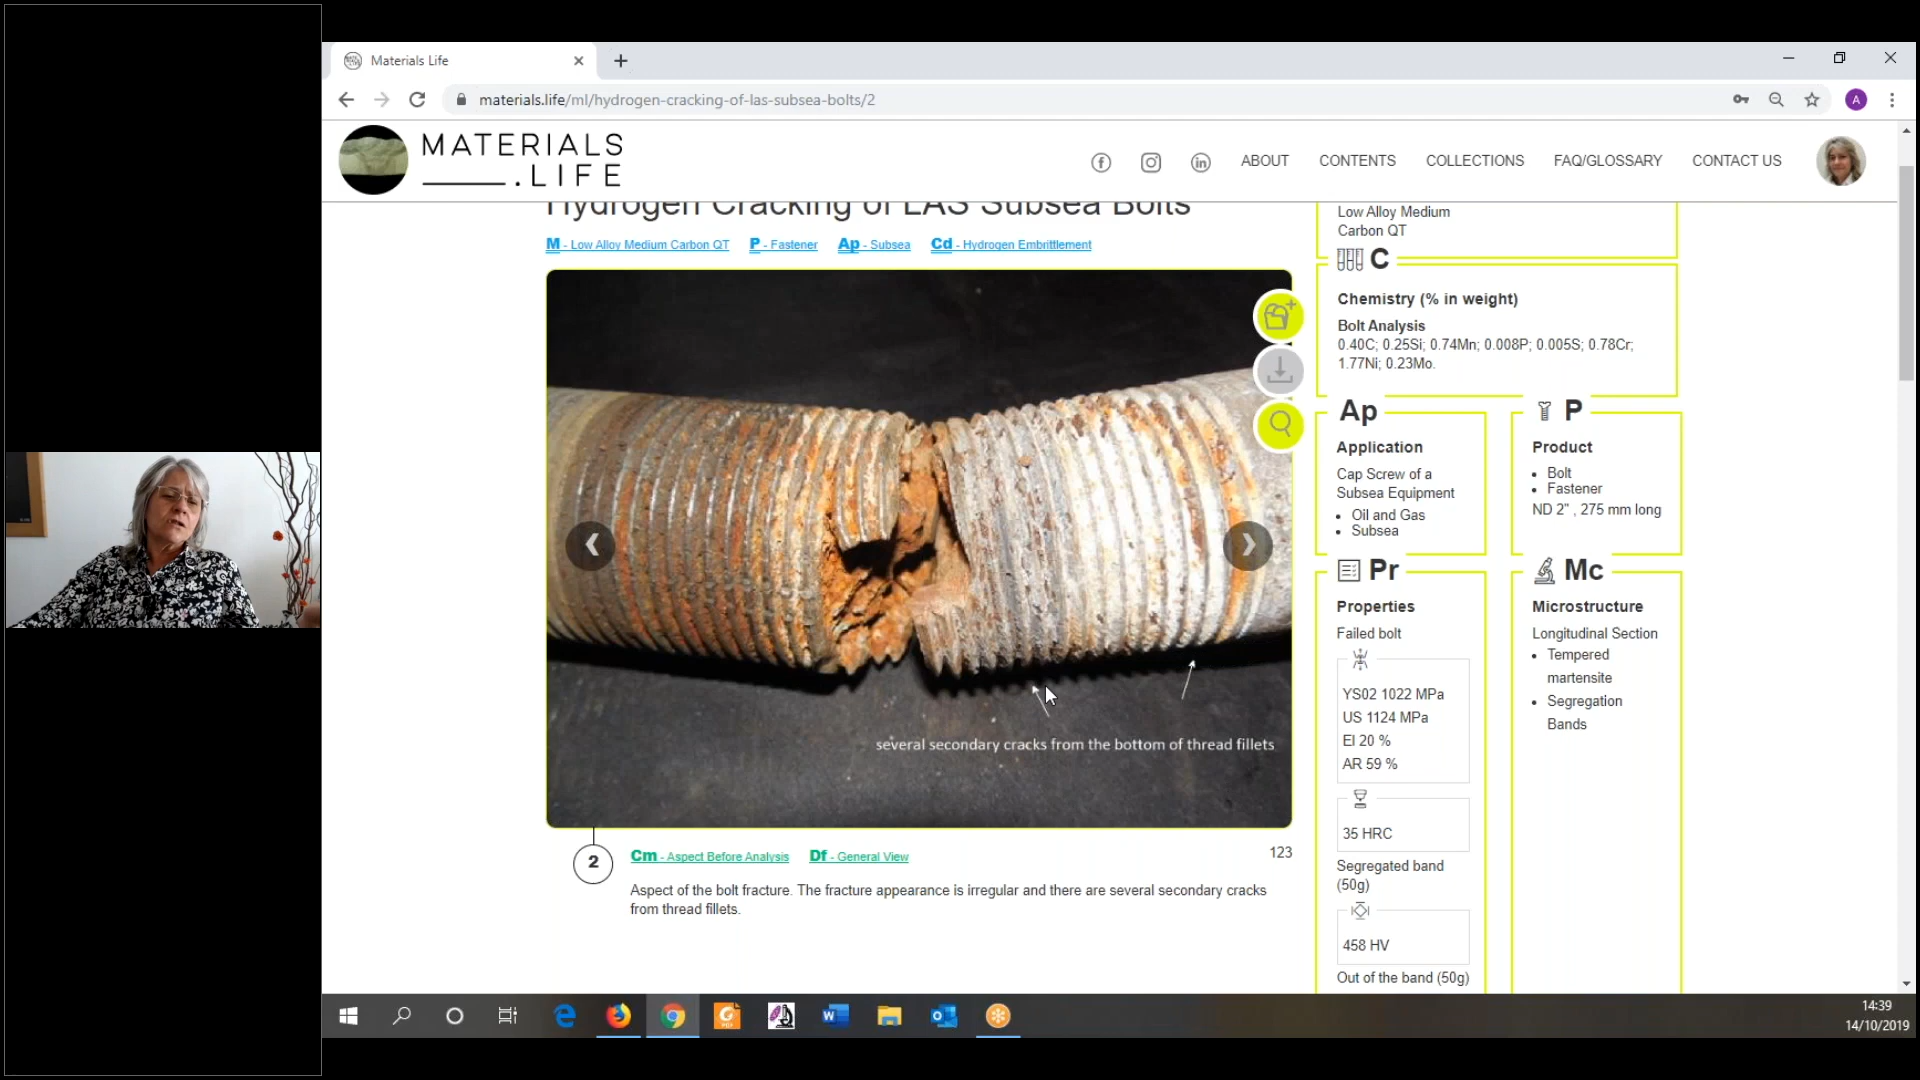 Materials Life
materials.life/ml/hydrogen-cracking-of-las-subsea-bolts/2
A
MATERIALS
.LIFE
ABOUT
CONTENTS
COLLECTIONS
FAQ/GLOSSARY
CONTACT US
Hydrogen Cracking of LAS Subsea Bolts
M - Low Alloy Medium Carbon QT
P - Fastener
Ap - Subsea
Cd - Hydrogen Embrittlement
several secondary cracks from the bottom of thread fillets
2
Cm - Aspect Before Analysis
Df - General View
123
Aspect of the bolt fracture. The fracture appearance is irregular and there are several secondary cracks
from thread fillets.
Low Alloy Medium
Carbon QT
C
Chemistry (% in weight)
Bolt Analysis
0.40C; 0.25Si; 0.74Mn; 0.008P; 0.005S; 0.78Cr;
1.77Ni; 0.23Mo.
Ap
Application
Cap Screw of a
Subsea Equipment
Oil and Gas
Subsea
P
Product
Bolt
Fastener
ND 2" , 275 mm long
Pr
Properties
Failed bolt
YS02 1022 MPa
US 1124 MPa
El 20 %
AR 59 %
35 HRC
Segregated band
(50g)
458 HV
Out of the band (50g)
Mc
Microstructure
Longitudinal Section
Tempered
martensite
Segregation
Bands
14:39
14/10/2019